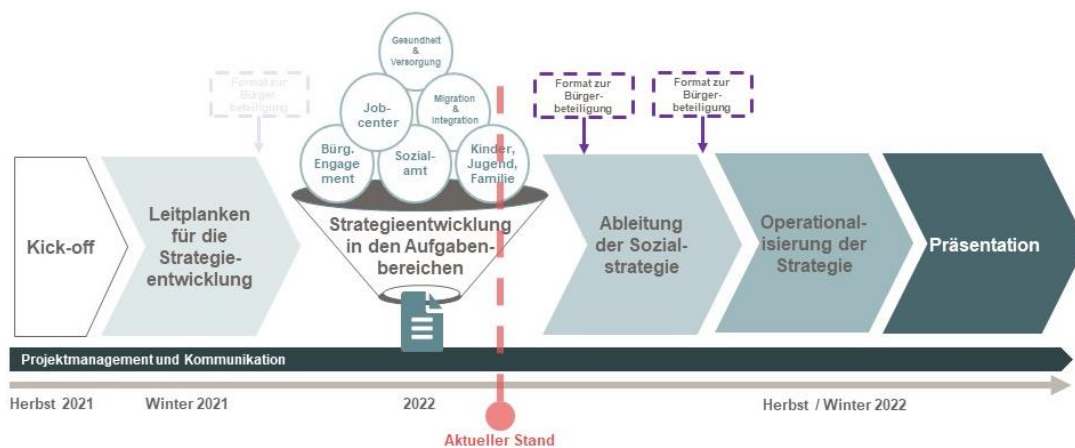 Gesundheit
&
Versorgung
Format zur
Bürger-
beteiligung
Format zur
Bürger-
beteiligung
Format zur
Bürger-
beteiligung
Job-
center
Migration
&
Integration
Bürg.
Engage
ment
Sozial-
amt
Kinder,
Jugend,
Familie
Kick-off
Leitplanken
für die
Strategie-
entwicklung
Strategieentwicklung
in den Aufgaben-
bereichen
Ableitung
der Sozial-
strategie
Operational-
isierung der
Strategie
Präsentation
Projektmanagement und Kommunikation
Herbst 2021
Winter 2021
2022
Herbst / Winter 2022
Aktueller Stand